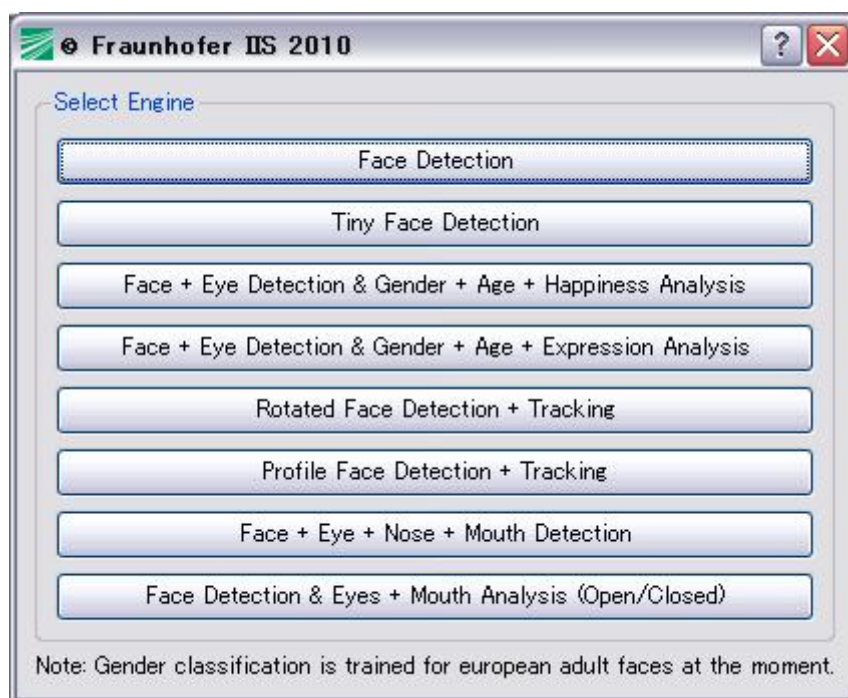 © Fraunhofer IIS 2010
Select Engine
Face Detection
Tiny Face Detection
Face + Eye Detection & Gender + Age + Happiness Analysis
Face + Eye Detection & Gender + Age + Expression Analysis
Rotated Face Detection + Tracking
Profile Face Detection + Tracking
Face + Eye + Nose + Mouth Detection
Face Detection & Eyes + Mouth Analysis (Open/Closed)
Note: Gender classification is trained for european adult faces at the moment.